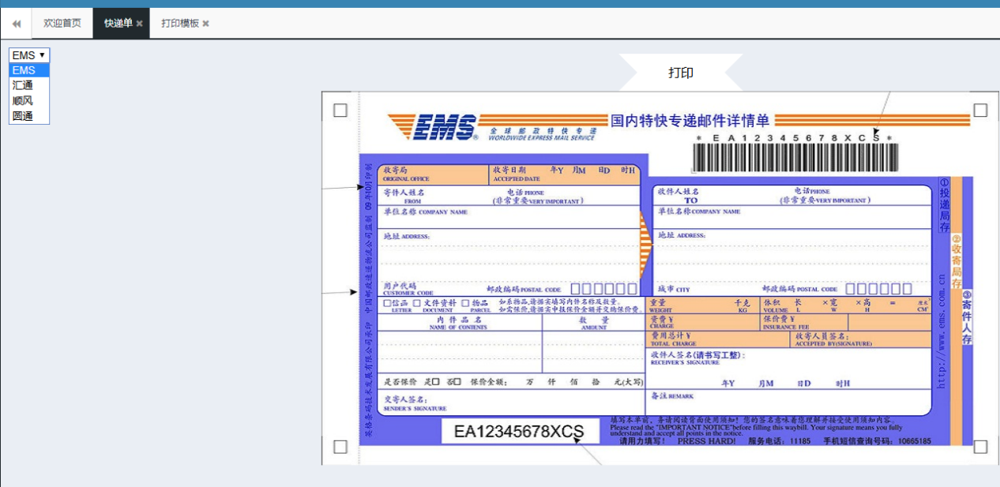 欢迎首页 快递单 打印模板
EMS
EMS
汇通
顺风
圆通
打印
EMS®
全球邮政特快专递
WORLDWIDE EXPRESS MAIL SERVICE
国内特快专递邮件详情单
* E A 1 2 3 4 5 6 7 8 X C S *
收寄局
ORIGINAL OFFICE
收寄日期 年Y 月M 日D 时H
ACCEPTED DATE
寄件人姓名
FROM
电话PHONE
(非常重要VERY IMPORTANT)
单位名称 COMPANY NAME
地址 ADDRESS:
用户代码
CUSTOMER CODE
邮政编码 POSTAL CODE
收件人姓名
TO
电话PHONE
(非常重要VERY IMPORTANT)
单位名称 COMPANY NAME
地址 ADDRESS:
城市 CITY
邮政编码 POSTAL CODE
信函 文件资料 物品
LETTER DOCUMENT PARCEL
如系物品,请据实填写内件名称及数量。
如需保价,请据实申报保价金额并交纳保价费。
内件品名
NAME OF CONTENTS
数量
AMOUNT
是否保价 是 否 保价金额: 万 仟 佰 拾 元(大写)
交寄人签名:
SENDER'S SIGNATURE
重量 千克
WEIGHT KG
体积 长 ×宽 ×高 = 厘米³
VOLUME L W H CM³
资费¥
CHARGE
保价费¥
INSURANCE FEE
费用总计¥
TOTAL CHARGE
收寄人员签名:
ACCEPTED BY(SIGNATURE)
收件人签名(请书写工整):
RECEIVER'S SIGNATURE
年Y 月M 日D 时H
备注 REMARK
EA12345678XCS
填写本单前,务请阅读背面使用须知!您的签名意味着您理解并接受使用须知内容。
Please read the "IMPORTANT NOTICE"before filling this waybill. Your signature means you fully
understand and accept all points in the notice.
请用力填写! PRESS HARD! 服务电话: 11185 手机短信查询号码: 10665185
①投递局存
②收寄局存
③寄件人存
http://www.ems.com.cn
中国邮政速递物流公司监制 09年10月印制